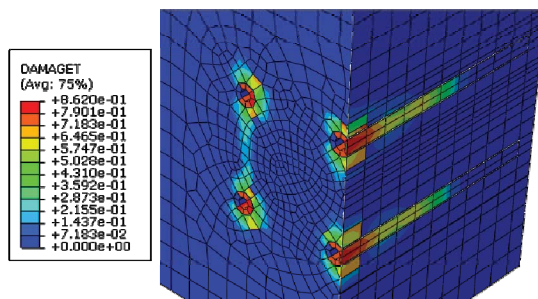 DAMAGET
(Avg: 75%)
+8.620e-01
+7.901e-01
+7.183e-01
+6.465e-01
+5.747e-01
+5.028e-01
+4.310e-01
+3.592e-01
+2.873e-01
+2.155e-01
+1.437e-01
+7.183e-02
+0.000e+00